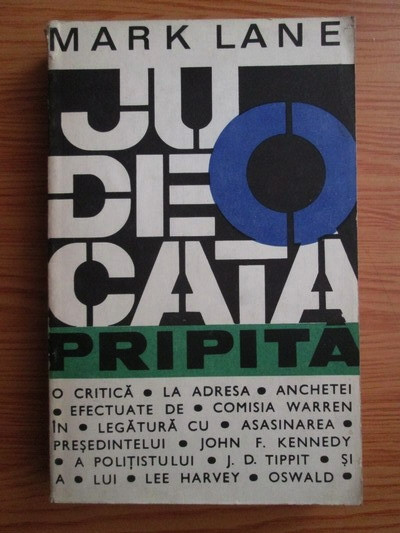 MARK LANE
O
JU
DE
CATA
PRIPITĂ
O CRITICĂ • LA ADRESA • ANCHETEI
• EFECTUATE DE • COMISIA WARREN
ÎN • LEGĂTURĂ CU • ASASINAREA
PREȘEDINTELUI • JOHN F. KENNEDY
• A POLIȚISTULUI • J. D. TIPPIT • ȘI
A • LUI • LEE HARVEY • OSWALD •